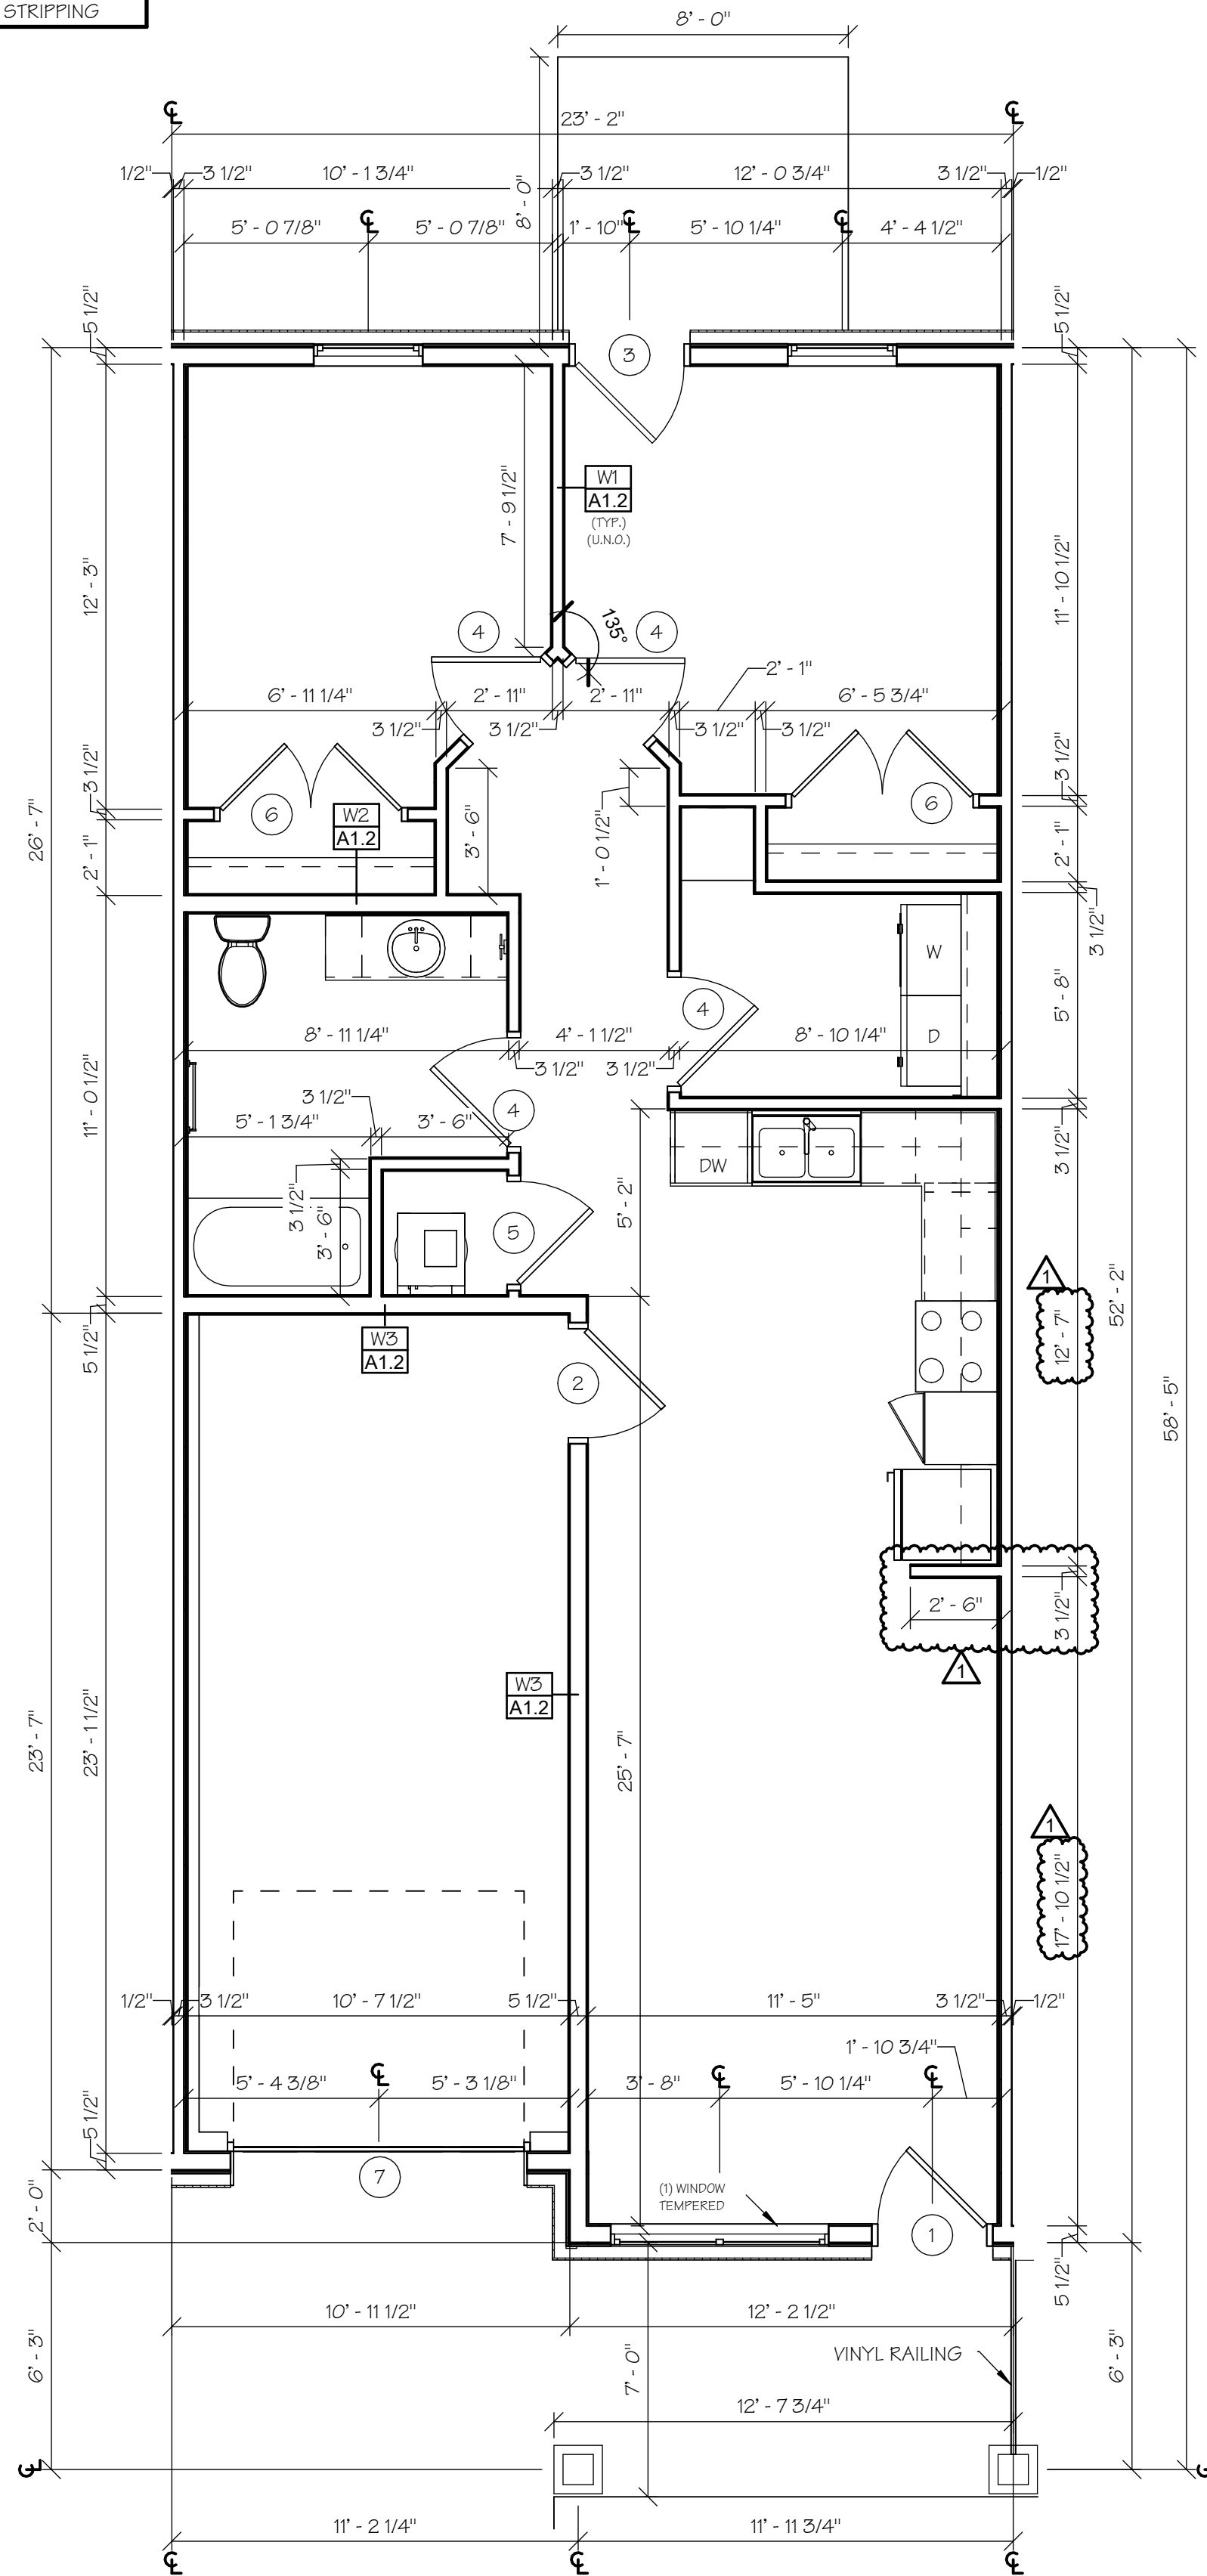 STRIPPING
8' - 0"
23' - 2"
1/2" 3 1/2" 10' - 1 3/4" 3 1/2" 12' - 0 3/4" 3 1/2" 1/2"
8' - 0"
5' - 0 7/8" 5' - 0 7/8" 1' - 10" 5' - 10 1/4" 4' - 4 1/2"
5 1/2" 5 1/2"
3
W1
A1.2
(TYP.)
(U.N.O.)
7' - 9 1/2"
12' - 3" 11' - 10 1/2"
4 135° 4
2' - 1"
6' - 11 1/4" 2' - 11" 2' - 11" 6' - 5 3/4"
3 1/2" 3 1/2" 3 1/2" 3 1/2"
3 1/2" 3 1/2"
6 W2 6
A1.2
26' - 7" 2' - 1" 3' - 6" 1' - 0 1/2" 2' - 1"
3 1/2"
W
4
5' - 8"
8' - 11 1/4" 4' - 1 1/2" 8' - 10 1/4" D
3 1/2" 3 1/2"
11' - 0 1/2"
3 1/2" 4
5' - 1 3/4" 3' - 6"
3 1/2"
DW
3 1/2" 3' - 6" 5 5' - 2"
1
52' - 2"
5 1/2" W3 12' - 7"
A1.2
2
58' - 5"
2' - 6" 3 1/2"
1
W3
A1.2
23' - 7" 23' - 1 1/2" 25' - 7"
1
17' - 10 1/2"
1/2" 3 1/2" 10' - 7 1/2" 5 1/2" 11' - 5" 3 1/2" 1/2"
1' - 10 3/4"
5' - 4 3/8" 5' - 3 1/8" 3' - 8" 5' - 10 1/4"
5 1/2"
7
(1) WINDOW
TEMPERED
2' - 0" 1
5 1/2"
10' - 11 1/2" 12' - 2 1/2"
6' - 3" 7' - 0" VINYL RAILING 6' - 3"
12' - 7 3/4"
11' - 2 1/4" 11' - 11 3/4"